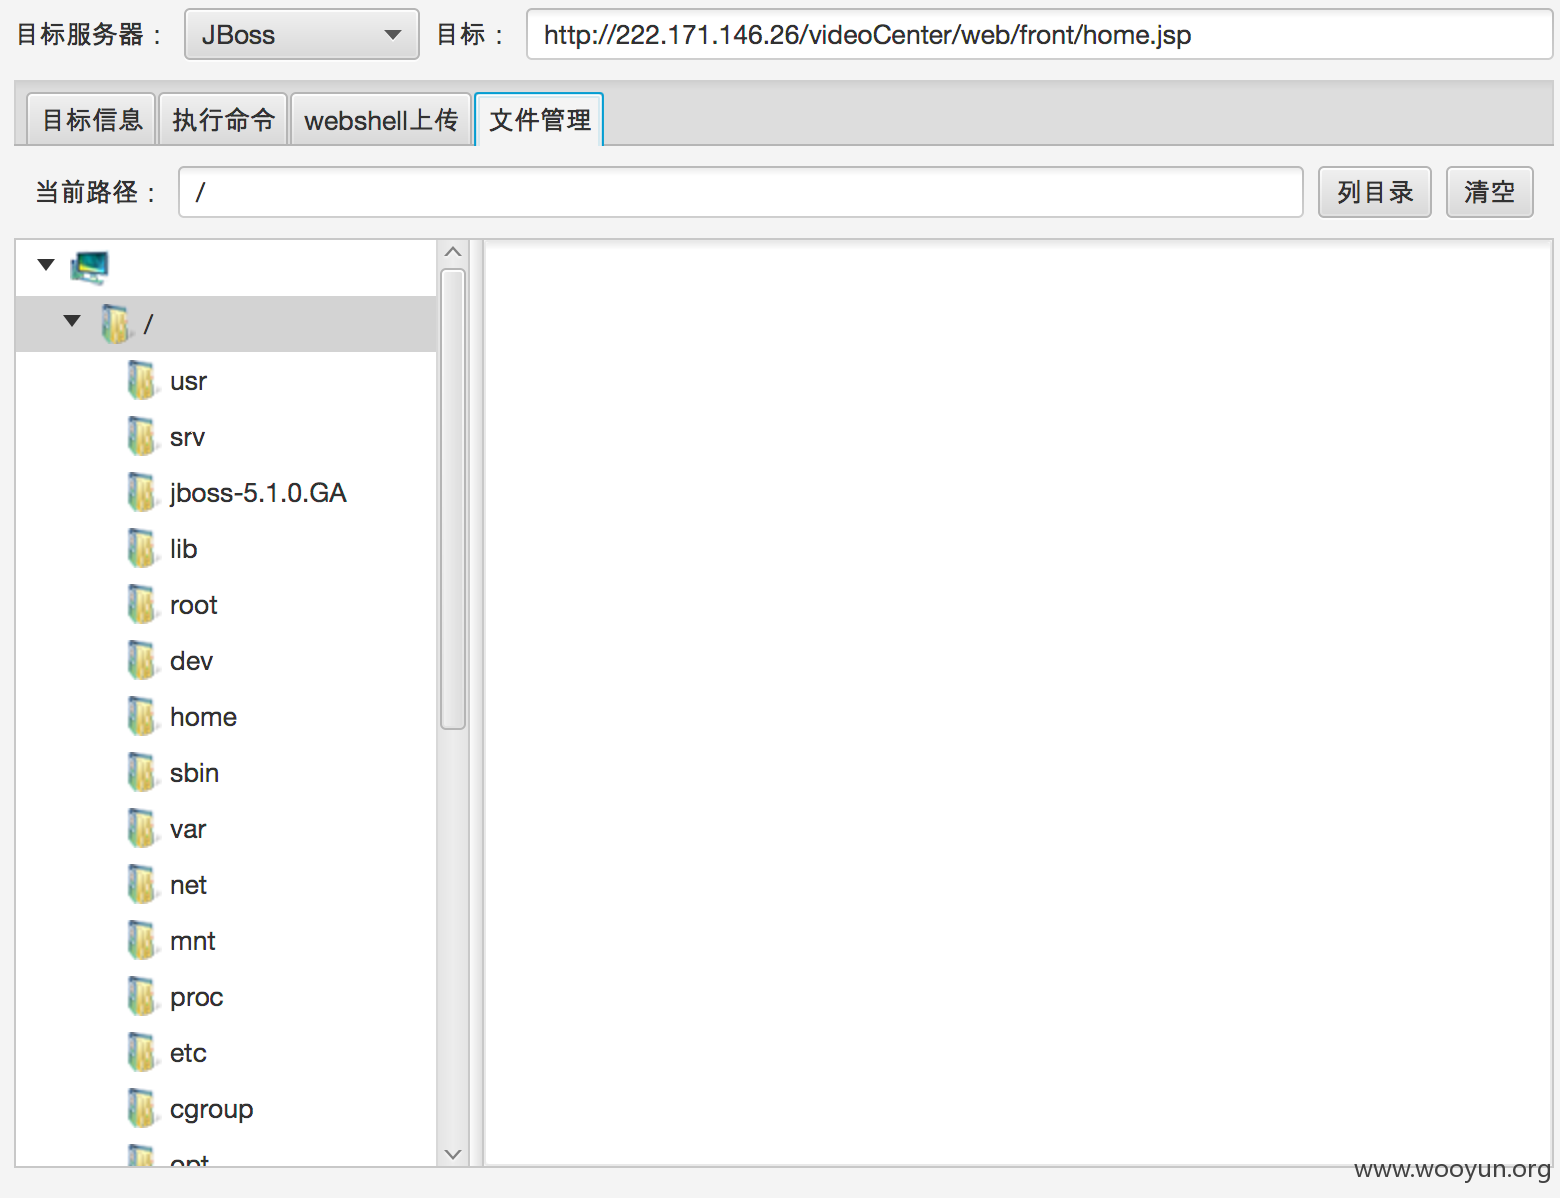 目标服务器： JBoss 目标： http://222.171.146.26/videoCenter/web/front/home.jsp
目标信息 执行命令 webshell上传 文件管理
当前路径： / 列目录 清空
/
usr
srv
jboss-5.1.0.GA
lib
root
dev
home
sbin
var
net
mnt
proc
etc
cgroup
opt
www.wooyun.org